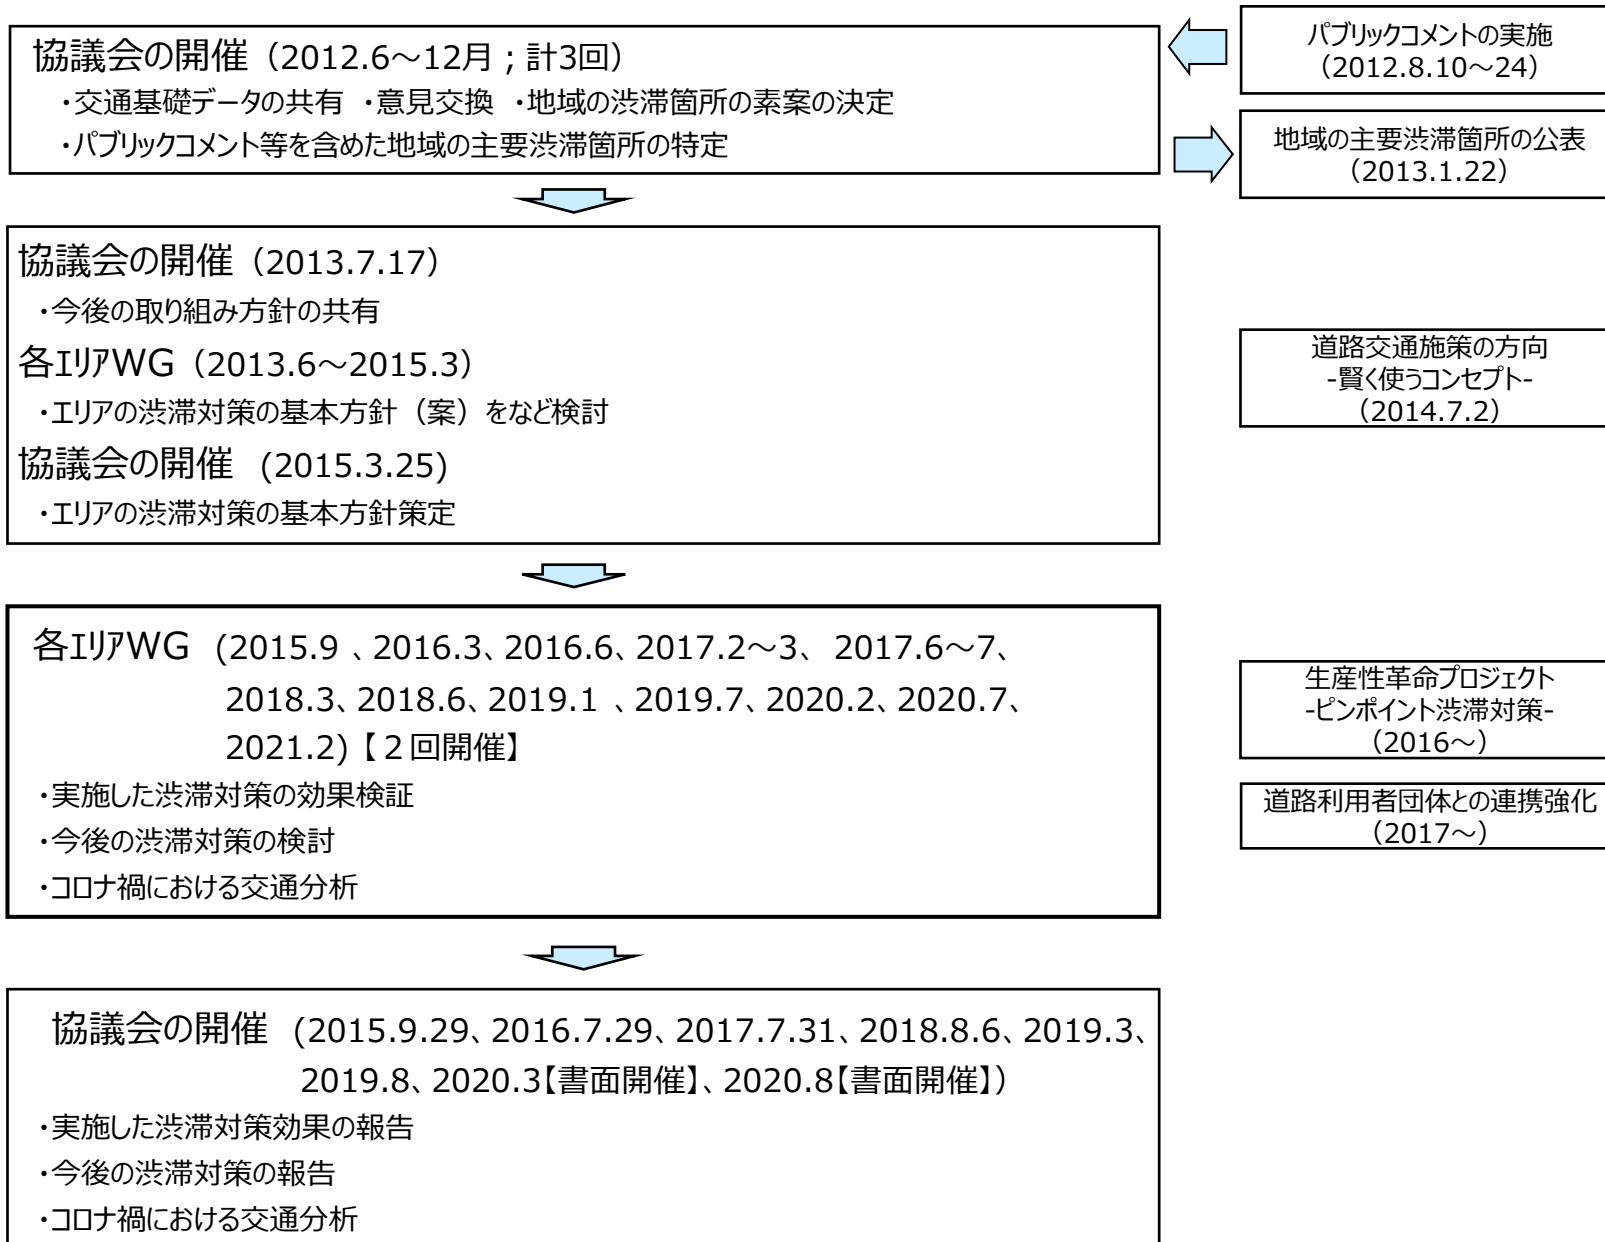 協議会の開催（2012.6～12月；計3回）
・交通基礎データの共有 ・意見交換 ・地域の渋滞箇所の素案の決定
・パブリックコメント等を含めた地域の主要渋滞箇所の特定
パブリックコメントの実施
（2012.8.10～24）
地域の主要渋滞箇所の公表
（2013.1.22）
協議会の開催（2013.7.17）
・今後の取り組み方針の共有
各エリアWG（2013.6～2015.3）
・エリアの渋滞対策の基本方針（案）をなど検討
協議会の開催 (2015.3.25)
・エリアの渋滞対策の基本方針策定
道路交通施策の方向
-賢く使うコンセプト-
（2014.7.2）
各エリアWG (2015.9 、2016.3、2016.6、2017.2～3、 2017.6～7、
2018.3、2018.6、2019.1 、2019.7、2020.2、2020.7、
2021.2)【２回開催】
・実施した渋滞対策の効果検証
・今後の渋滞対策の検討
・コロナ禍における交通分析
生産性革命プロジェクト
-ピンポイント渋滞対策-
（2016～）
道路利用者団体との連携強化
（2017～）
協議会の開催 (2015.9.29、2016.7.29、2017.7.31、2018.8.6、2019.3、
2019.8、2020.3【書面開催】、2020.8【書面開催】）
・実施した渋滞対策効果の報告
・今後の渋滞対策の報告
・コロナ禍における交通分析